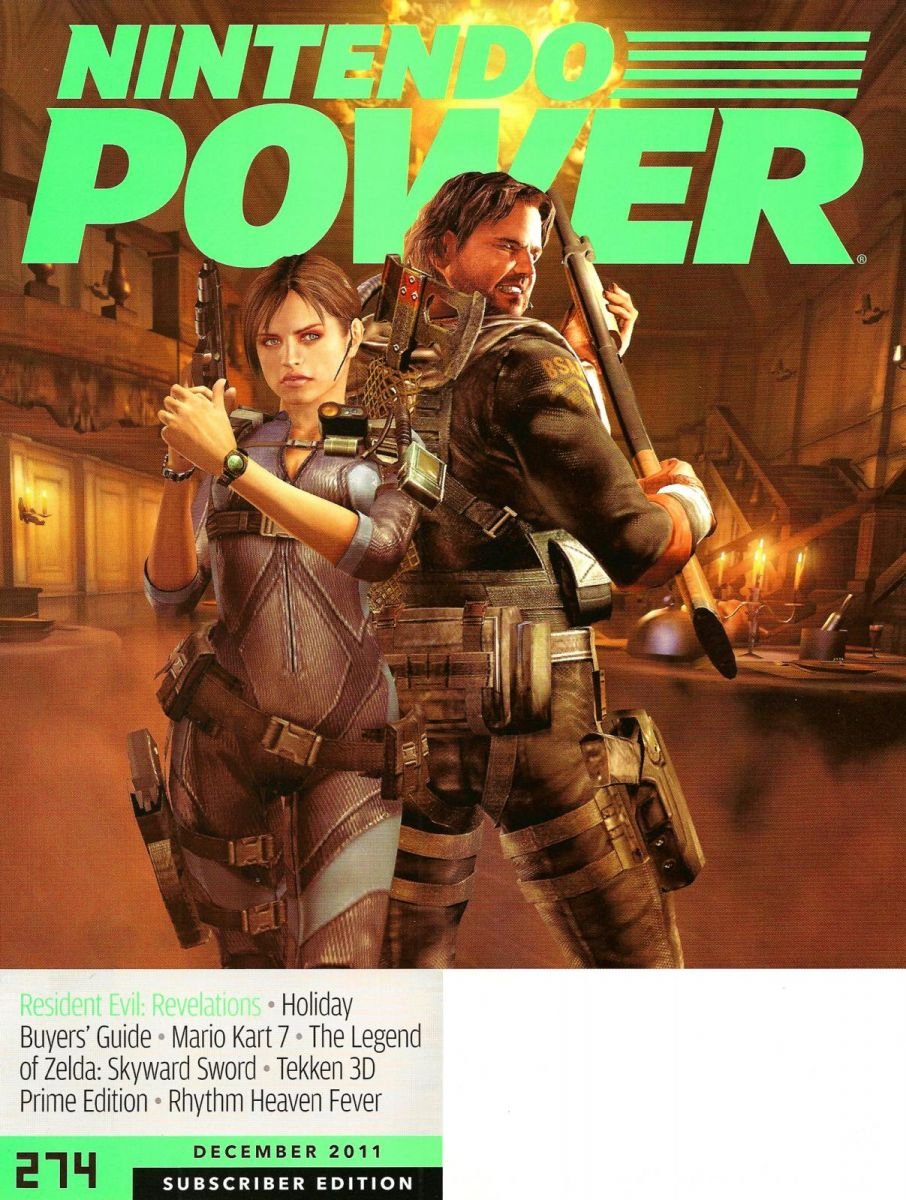 NINTENDO
POWER®
Resident Evil: Revelations • Holiday
Buyers' Guide • Mario Kart 7 • The Legend
of Zelda: Skyward Sword • Tekken 3D
Prime Edition • Rhythm Heaven Fever
274
DECEMBER 2011
SUBSCRIBER EDITION